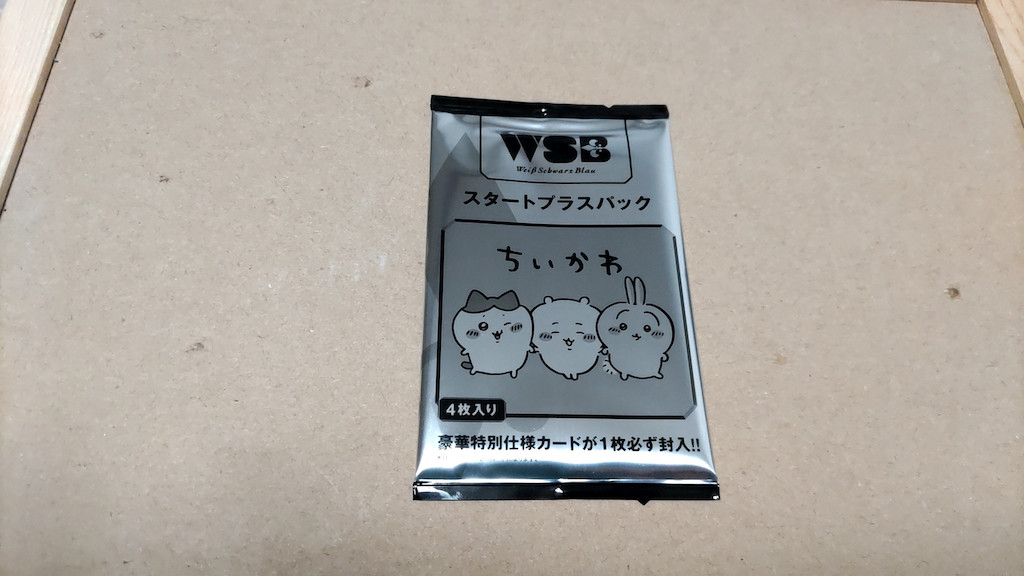 WSB
Weiß Schwarz Blau
スタートプラスパック
ちいかわ
4枚入り
豪華特別仕様カードが1枚必ず封入!!